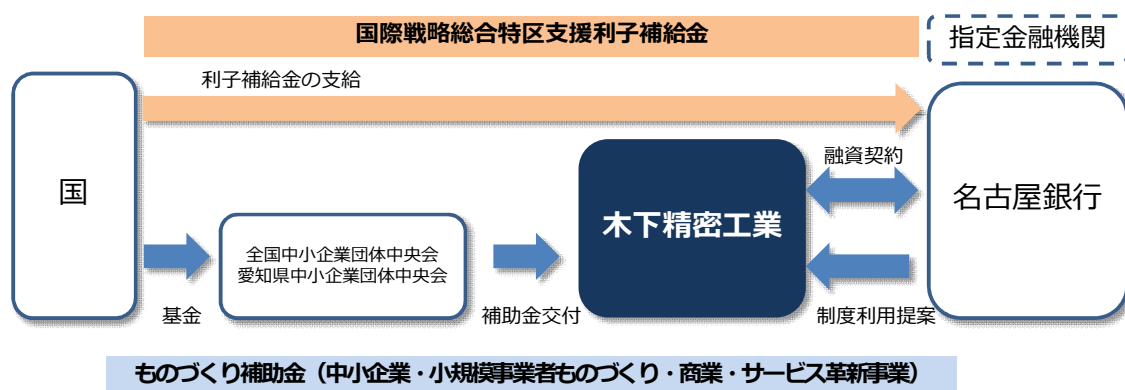 国際戦略総合特区支援利子補給金
指定金融機関
利子補給金の支給
国
融資契約
名古屋銀行
木下精密工業
全国中小企業団体中央会
愛知県中小企業団体中央会
基金
補助金交付
制度利用提案
ものづくり補助金（中小企業・小規模事業者ものづくり・商業・サービス革新事業）